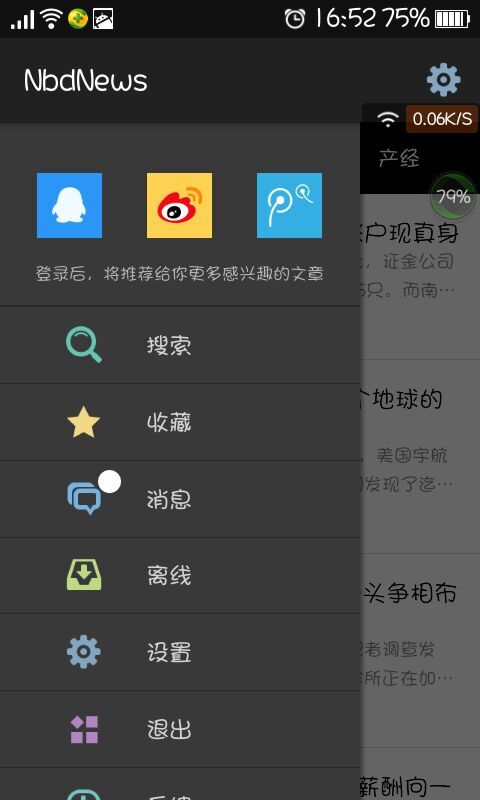 16:52 75%
NbdNews
0.06K/S
产经
79%
户现真身
登录后，将推荐给你更多感兴趣的文章
，证金公司
5只。而南…
搜索
个地球的
收藏
，美国宇航
发现了迄…
消息
离线
头争相布
设置
者调查发
所正在加…
退出
薪酬向一